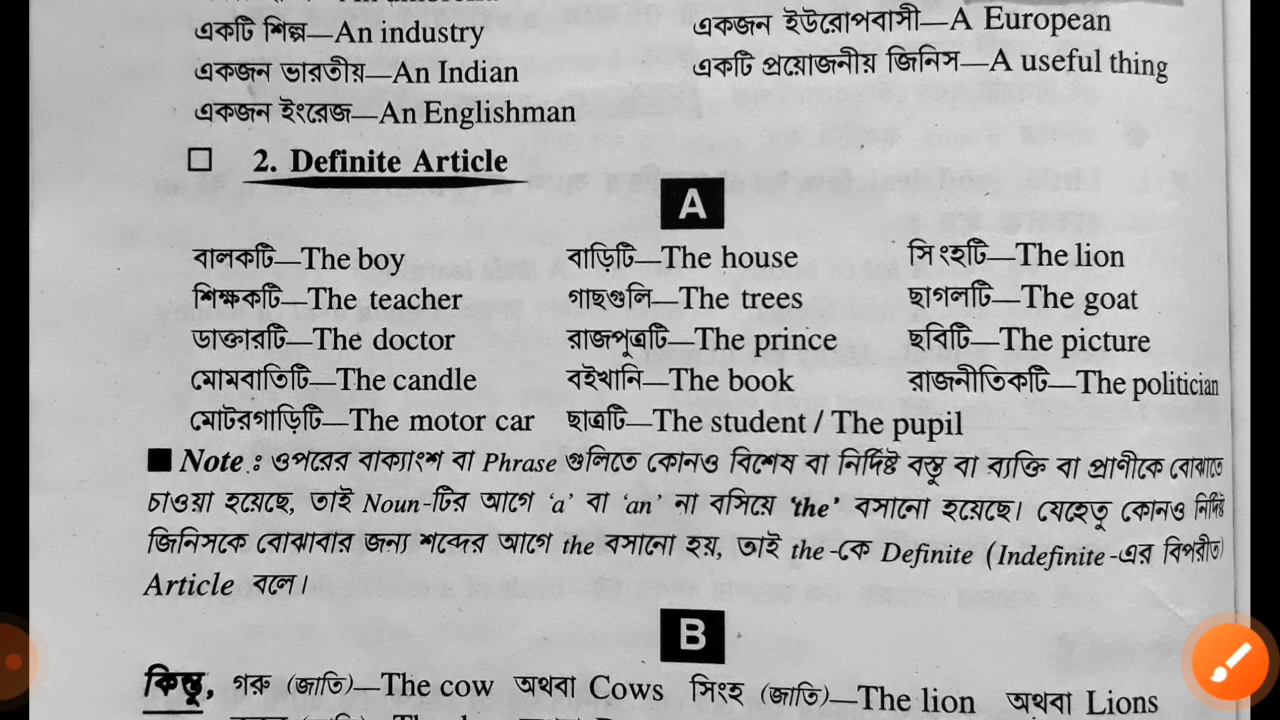 একটি শিল্প—An industry
একজন ইউরোপবাসী—A European
একজন ভারতীয়—An Indian
একটি প্রয়োজনীয় জিনিস—A useful thing
একজন ইংরেজ—An Englishman
2. Definite Article
A
বালকটি—The boy বাড়িটি—The house সিংহটি—The lion
শিক্ষকটি—The teacher গাছগুলি—The trees ছাগলটি—The goat
ডাক্তারটি—The doctor রাজপুত্রটি—The prince ছবিটি—The picture
মোমবাতিটি—The candle বইখানি—The book রাজনীতিকটি—The politician
মোটরগাড়িটি—The motor car ছাত্রটি—The student / The pupil
■ Note : ওপরের বাক্যাংশ বা Phrase গুলিতে কোনও বিশেষ বা নির্দিষ্ট বস্তু বা ব্যক্তি বা প্রাণীকে বোঝাতে
চাওয়া হয়েছে, তাই Noun-টির আগে ‘a’ বা ‘an’ না বসিয়ে ‘the’ বসানো হয়েছে। যেহেতু কোনও নির্দিষ্ট
জিনিসকে বোঝাবার জন্য শব্দের আগে the বসানো হয়, তাই the-কে Definite (Indefinite-এর বিপরীত)
Article বলে।
B
কিন্তু, গরু (জাতি)—The cow অথবা Cows সিংহ (জাতি)—The lion অথবা Lions